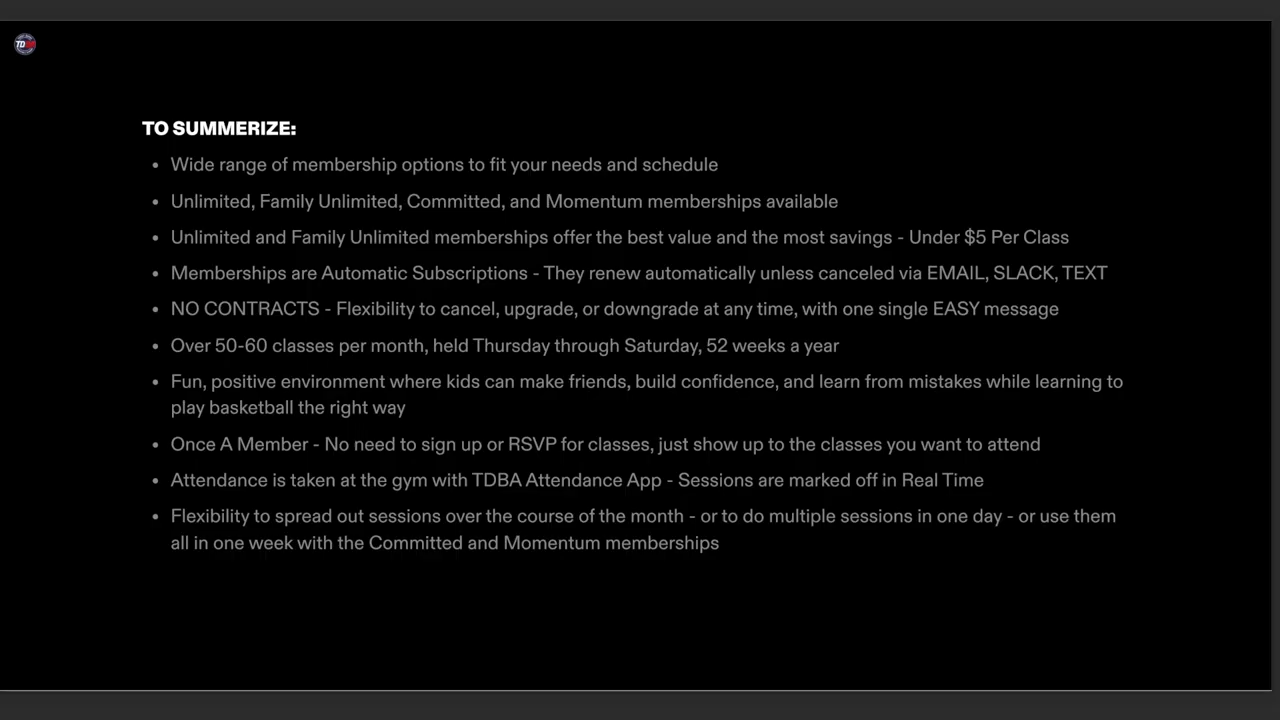 TD
TO SUMMERIZE:
• Wide range of membership options to fit your needs and schedule
• Unlimited, Family Unlimited, Committed, and Momentum memberships available
• Unlimited and Family Unlimited memberships offer the best value and the most savings - Under $5 Per Class
• Memberships are Automatic Subscriptions - They renew automatically unless canceled via EMAIL, SLACK, TEXT
• NO CONTRACTS - Flexibility to cancel, upgrade, or downgrade at any time, with one single EASY message
• Over 50-60 classes per month, held Thursday through Saturday, 52 weeks a year
• Fun, positive environment where kids can make friends, build confidence, and learn from mistakes while learning to
play basketball the right way
• Once A Member - No need to sign up or RSVP for classes, just show up to the classes you want to attend
• Attendance is taken at the gym with TDBA Attendance App - Sessions are marked off in Real Time
• Flexibility to spread out sessions over the course of the month - or to do multiple sessions in one day - or use them
all in one week with the Committed and Momentum memberships